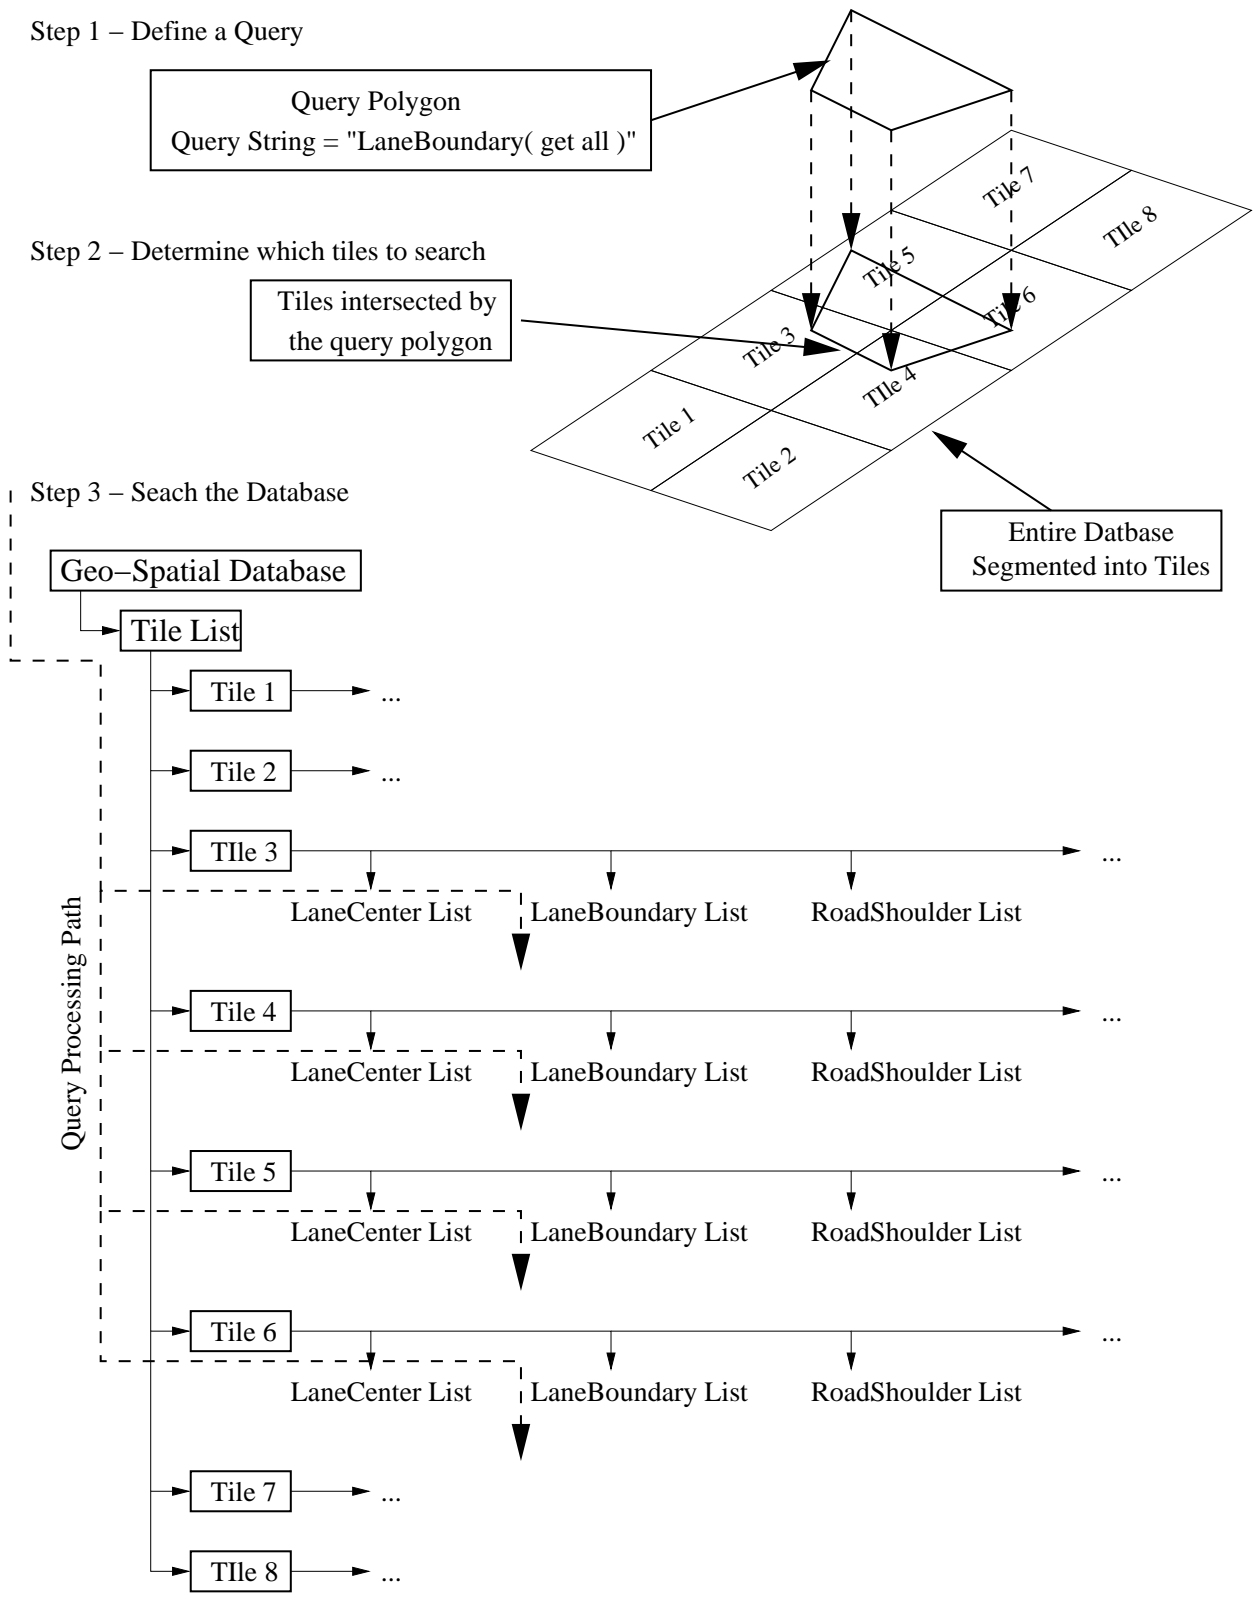 Step 1 – Define a Query
Query Polygon
Query String = "LaneBoundary( get all )"
Tile 7
TIle 8
Step 2 – Determine which tiles to search
Tile 5
Tiles intersected by
the query polygon
Tile 6
Tile 3
TIle 4
Tile 1
Tile 2
Step 3 – Seach the Database
Entire Datbase
Segmented into Tiles
Geo–Spatial Database
Tile List
Tile 1 ...
Tile 2 ...
TIle 3 ...
LaneCenter List LaneBoundary List RoadShoulder List
Query Processing Path
Tile 4 ...
LaneCenter List LaneBoundary List RoadShoulder List
Tile 5 ...
LaneCenter List LaneBoundary List RoadShoulder List
Tile 6 ...
LaneCenter List LaneBoundary List RoadShoulder List
Tile 7 ...
TIle 8 ...